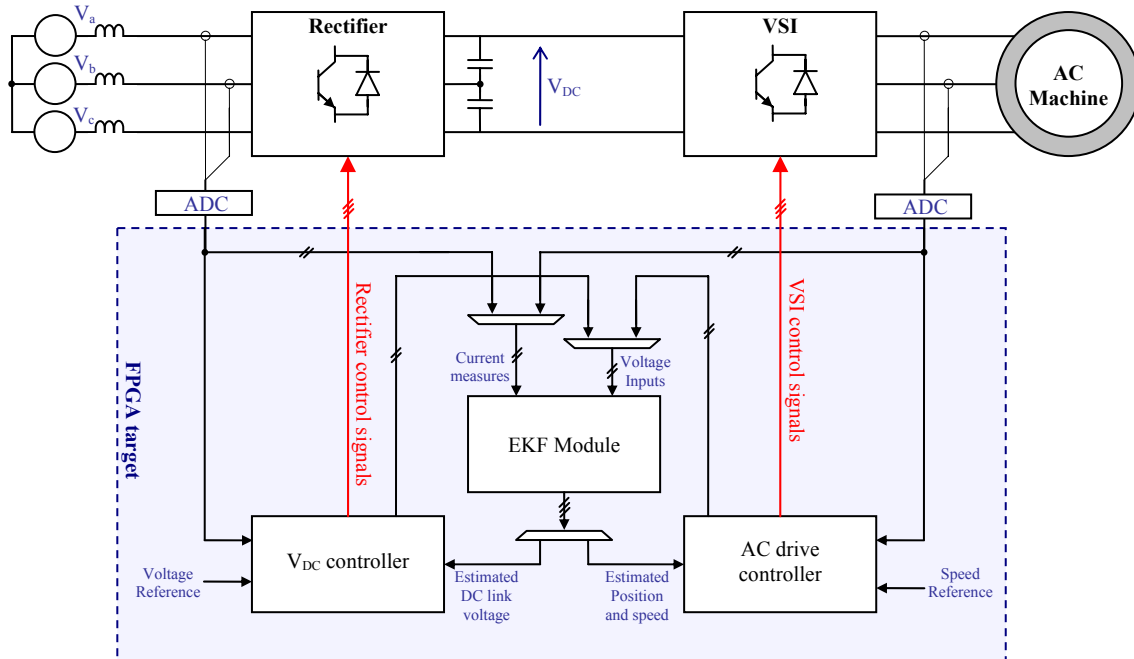 Va
Rectifier
VSI
Vb
VDC
AC
Machine
Vc
ADC
ADC
Rectifier control signals
VSI control signals
FPGA target
Current
measures
Voltage
Inputs
EKF Module
VDC controller
AC drive
controller
Voltage
Reference
Estimated
DC link
voltage
Estimated
Position
and speed
Speed
Reference